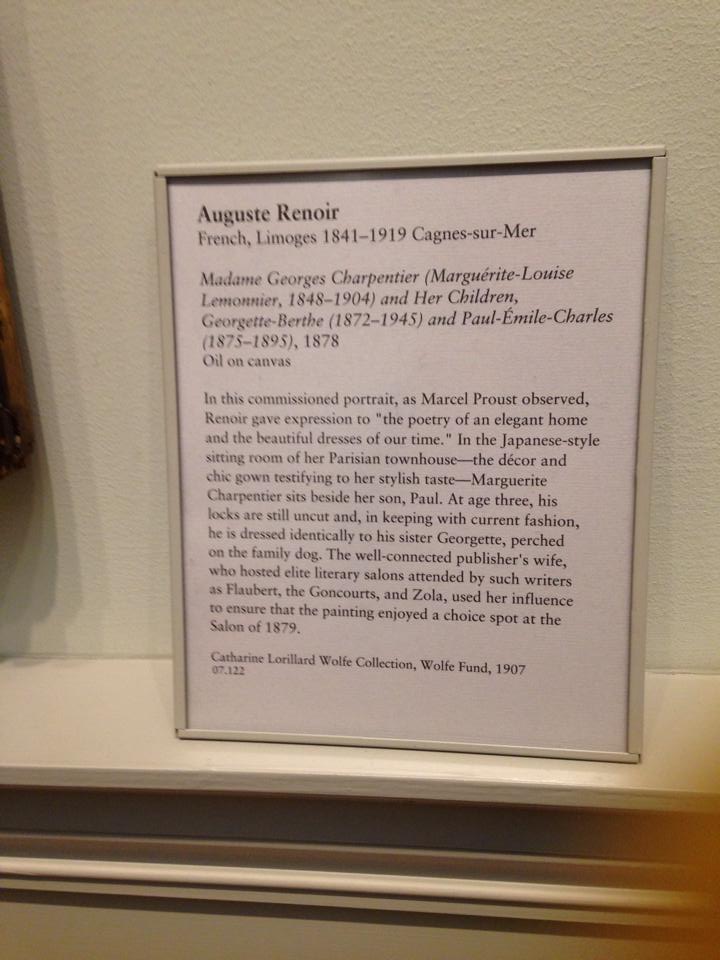 Auguste Renoir
French, Limoges 1841–1919 Cagnes-sur-Mer
Madame Georges Charpentier (Marguérite-Louise
Lemonnier, 1848–1904) and Her Children,
Georgette-Berthe (1872–1945) and Paul-Émile-Charles
(1875–1895), 1878
Oil on canvas
In this commissioned portrait, as Marcel Proust observed,
Renoir gave expression to "the poetry of an elegant home
and the beautiful dresses of our time." In the Japanese-style
sitting room of her Parisian townhouse—the décor and
chic gown testifying to her stylish taste—Marguerite
Charpentier sits beside her son, Paul. At age three, his
locks are still uncut and, in keeping with current fashion,
he is dressed identically to his sister Georgette, perched
on the family dog. The well-connected publisher's wife,
who hosted elite literary salons attended by such writers
as Flaubert, the Goncourts, and Zola, used her influence
to ensure that the painting enjoyed a choice spot at the
Salon of 1879.
Catharine Lorillard Wolfe Collection, Wolfe Fund, 1907
07.122